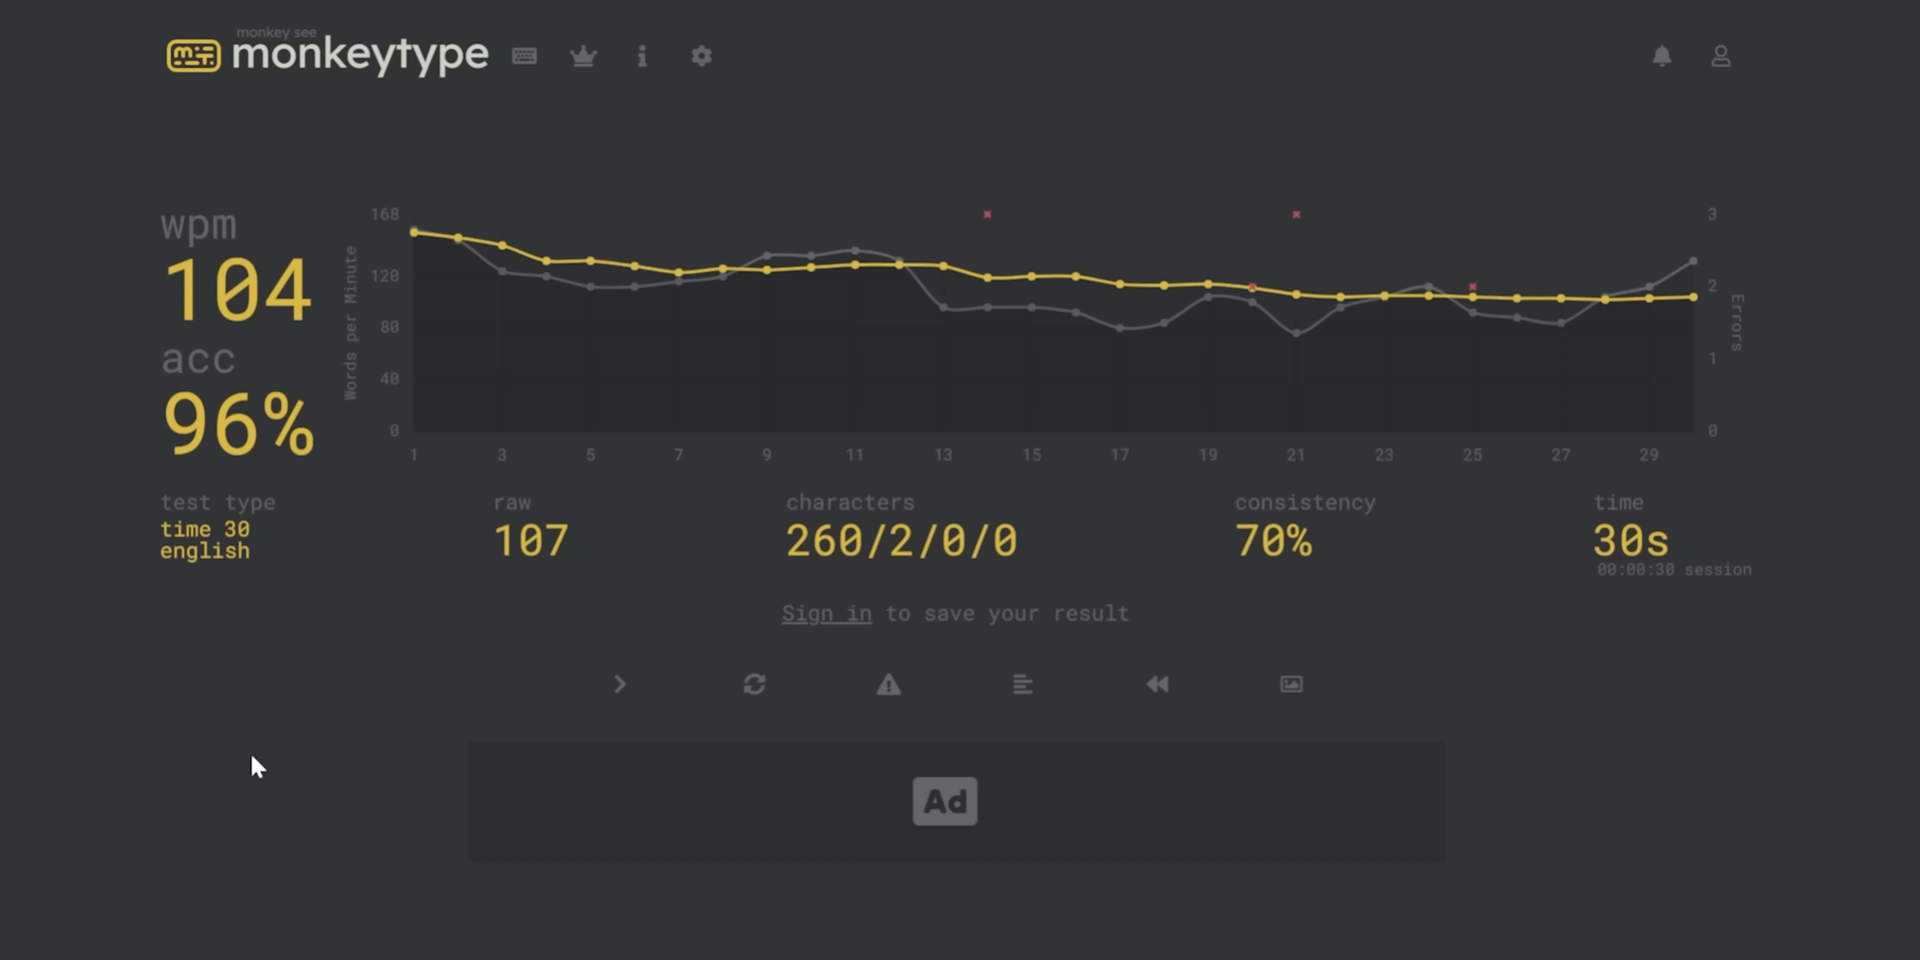 monkey see
monkeytype
wpm
104
acc
96%
Words per Minute
168
120
80
40
0
3
2
1
0
Errors
1 3 5 7 9 11 13 15 17 19 21 23 25 27 29
test type
time 30
english
raw
107
characters
260/2/0/0
consistency
70%
time
30s
00:00:30 session
Sign in to save your result
Ad